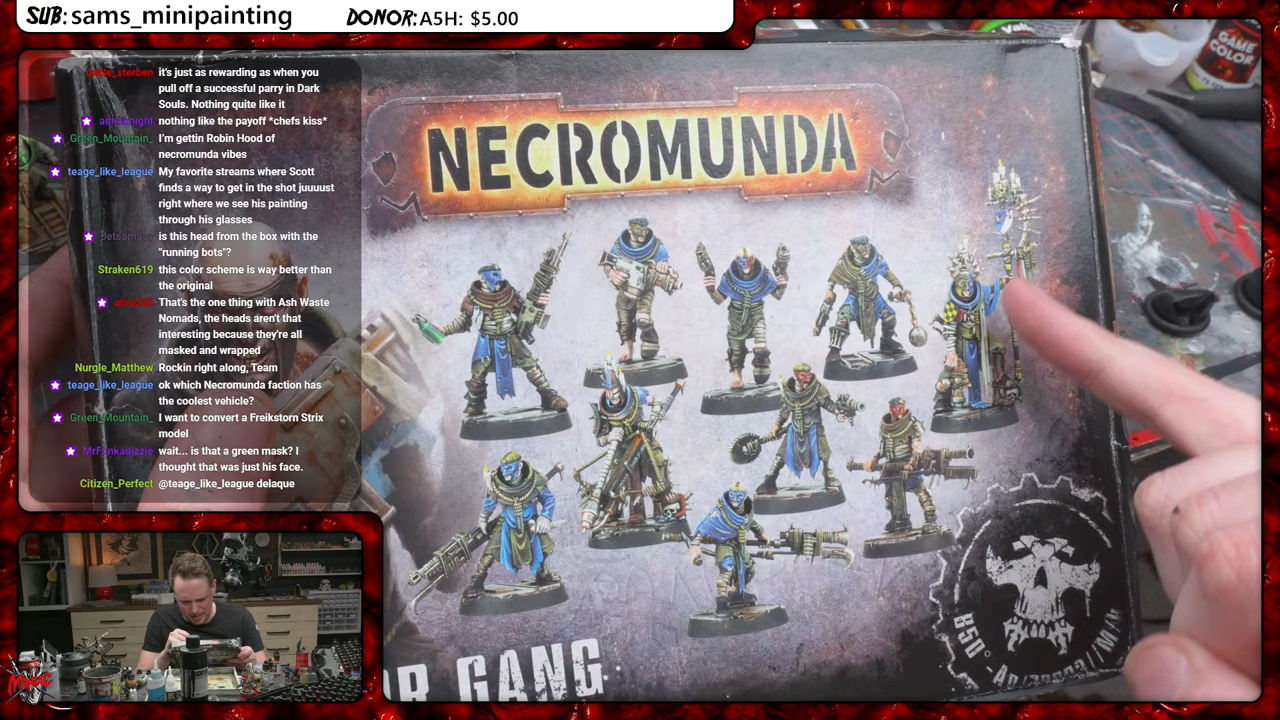 SUB: sams_minipainting DONOR: A5H: $5.00
it's just as rewarding as when you
pull off a successful parry in Dark
Souls. Nothing quite like it
nothing like the payoff *chefs kiss*
Green_Mountain_ I'm gettin Robin Hood of
necromunda vibes
teage_like_league My favorite streams where Scott
finds a way to get in the shot juuuust
right where we see his painting
through his glasses
is this head from the box with the
"running bots"?
Straken619 this color scheme is way better than
the original
That's the one thing with Ash Waste
Nomads, the heads aren't that
interesting because they're all
masked and wrapped
Nurgle_Matthew Rockin right along, Team
teage_like_league ok which Necromunda faction has
the coolest vehicle?
Green_Mountain_ I want to convert a Freikstorn Strix
model
wait... is that a green mask? I
thought that was just his face.
Citizen_Perfect @teage_like_league delaque
NECROMUNDA
GAME
COLOR
R GANG